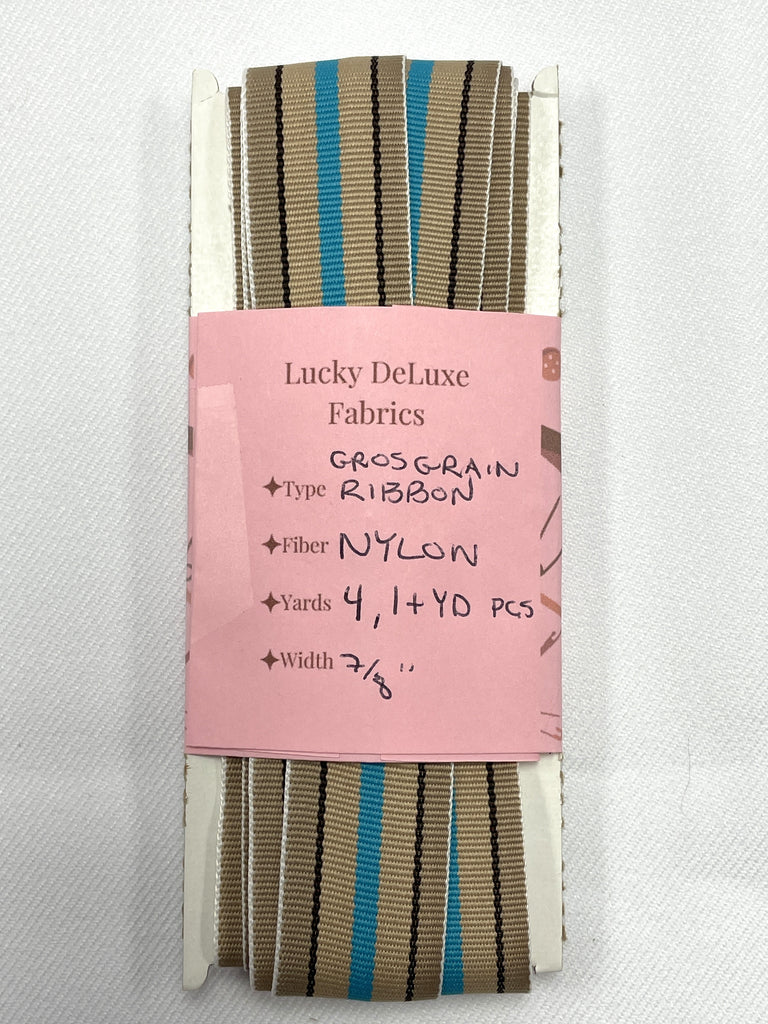 Lucky DeLuxe
Fabrics
GROSGRAIN
Type RIBBON
Fiber NYLON
Yards 4, 1+ YD PCS
Width 7/8"